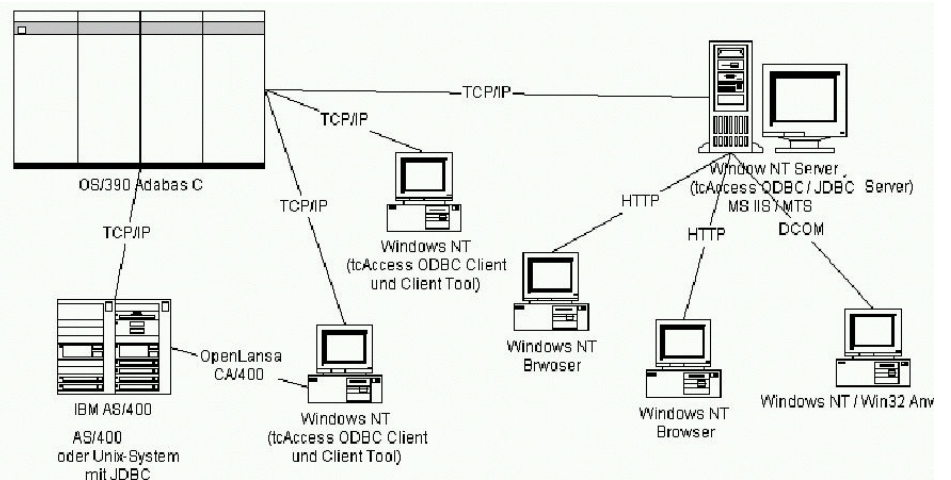 TCP/IP
TCP/IP
OS/390 Adabas C
TCP/IP
TCP/IP
Window NT Server
(tcAccess ODBC / JDBC Server)
MS IIS / MTS
HTTP
HTTP
DCOM
Windows NT
(tcAccess ODBC Client
und Client Tool)
OpenLansa
CA/400
IBM AS/400
AS/400
oder Unix-System
mit JDBC
Windows NT
(tcAccess ODBC Client
und Client Tool)
Windows NT
Brwoser
Windows NT
Browser
Windows NT / Win32 Anw